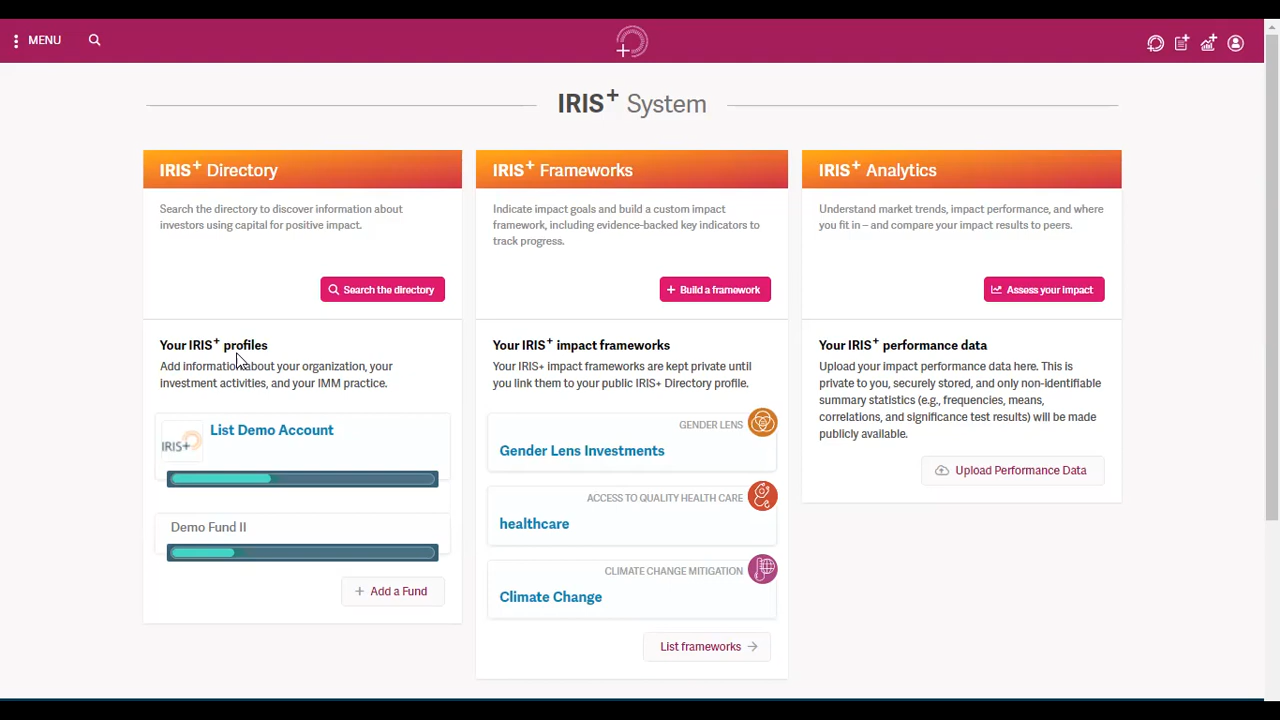 MENU
IRIS+ System
IRIS+ Directory
Search the directory to discover information about
investors using capital for positive impact.
Search the directory
Your IRIS+ profiles
Add information about your organization, your
investment activities, and your IMM practice.
IRIS+
List Demo Account
Demo Fund II
+ Add a Fund
IRIS+ Frameworks
Indicate impact goals and build a custom impact
framework, including evidence-backed key indicators to
track progress.
+ Build a framework
Your IRIS+ impact frameworks
Your IRIS+ impact frameworks are kept private until
you link them to your public IRIS+ Directory profile.
GENDER LENS
Gender Lens Investments
ACCESS TO QUALITY HEALTH CARE
healthcare
CLIMATE CHANGE MITIGATION
Climate Change
List frameworks →
IRIS+ Analytics
Understand market trends, impact performance, and where
you fit in – and compare your impact results to peers.
Assess your impact
Your IRIS+ performance data
Upload your impact performance data here. This is
private to you, securely stored, and only non-identifiable
summary statistics (e.g., frequencies, means,
correlations, and significance test results) will be made
publicly available.
Upload Performance Data